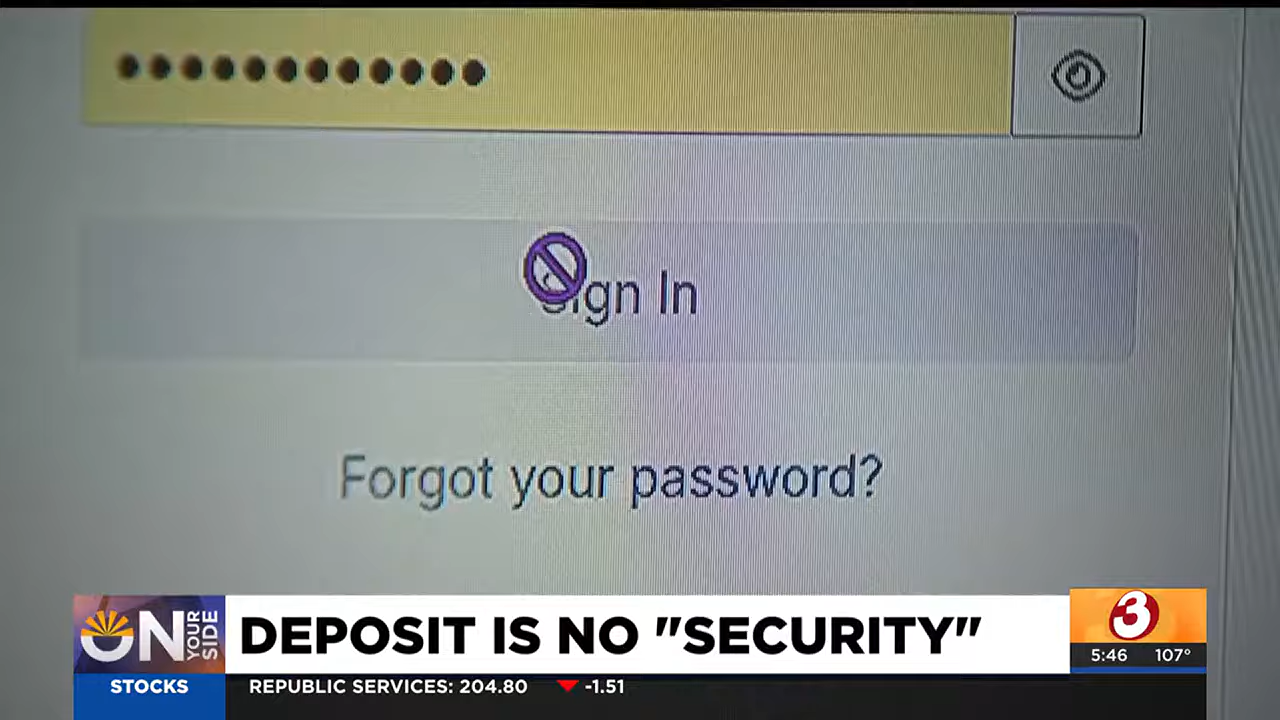 Sign In
Forgot your password?
ON YOUR SIDE
DEPOSIT IS NO "SECURITY"
3
5:46 107°
STOCKS
REPUBLIC SERVICES: 204.80 -1.51